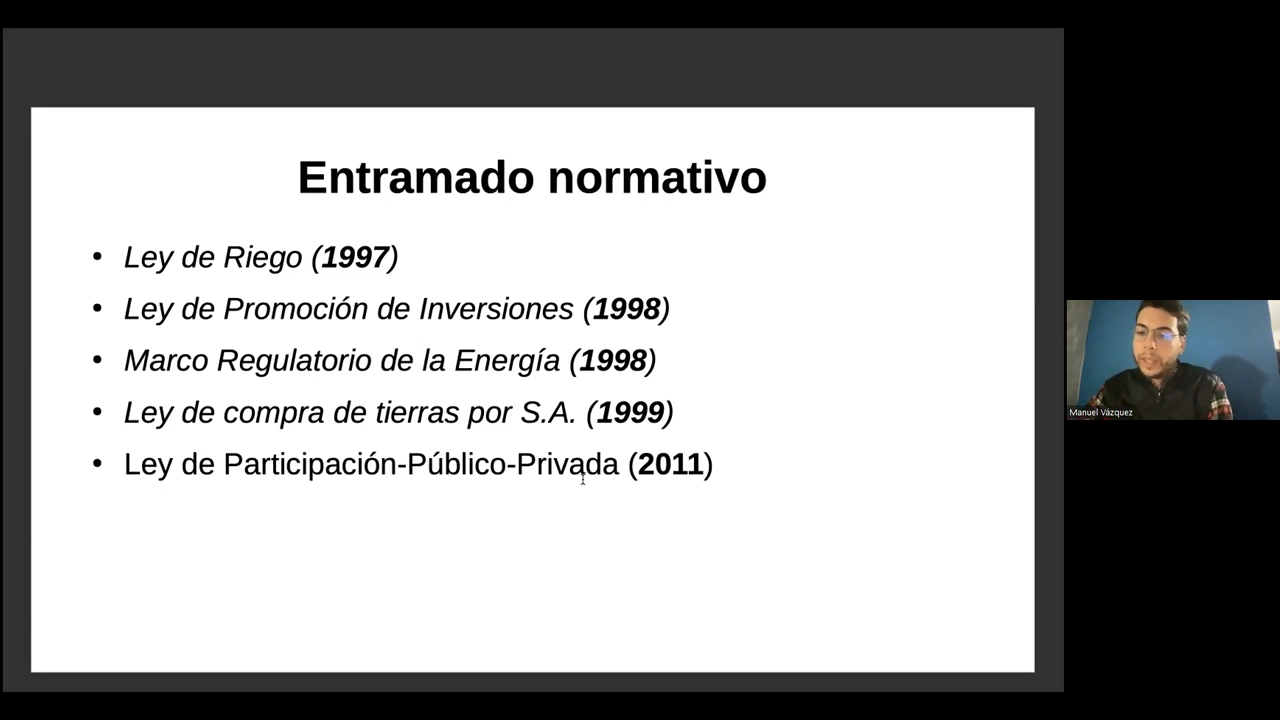 Entramado normativo
• Ley de Riego (1997)
• Ley de Promoción de Inversiones (1998)
• Marco Regulatorio de la Energía (1998)
• Ley de compra de tierras por S.A. (1999)
• Ley de Participación-Público-Privada (2011)
Manuel Vázquez